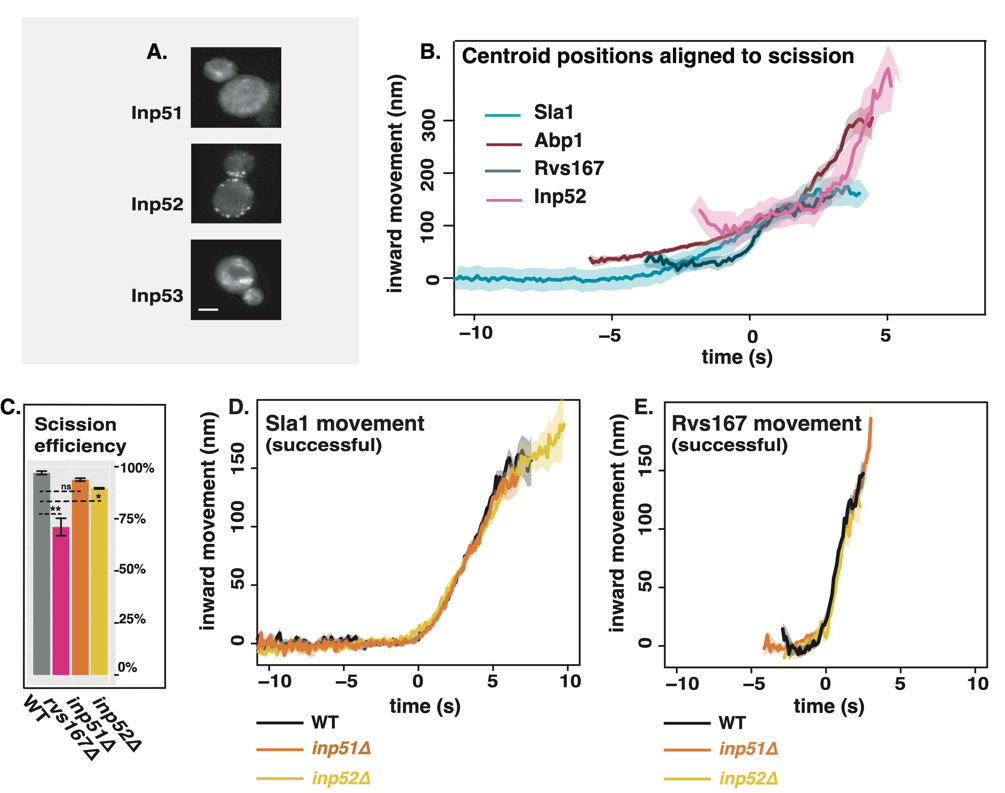 A.
Inp51
Inp52
Inp53
B. Centroid positions aligned to scission
Sla1
Abp1
Rvs167
Inp52
inward movement (nm)
0 100 200 300
−10 −5 0 5
time (s)
C.
Scission
efficiency
100%
75%
50%
25%
0%
ns
*
**
WT
rvs167Δ
inp51Δ
inp52Δ
D.
Sla1 movement
(successful)
inward movement (nm)
0 50 100 150
−10 −5 0 5 10
time (s)
WT
inp51Δ
inp52Δ
E.
Rvs167 movement
(successful)
inward movement (nm)
0 50 100 150
−10 −5 0 5 10
time (s)
WT
inp51Δ
inp52Δ